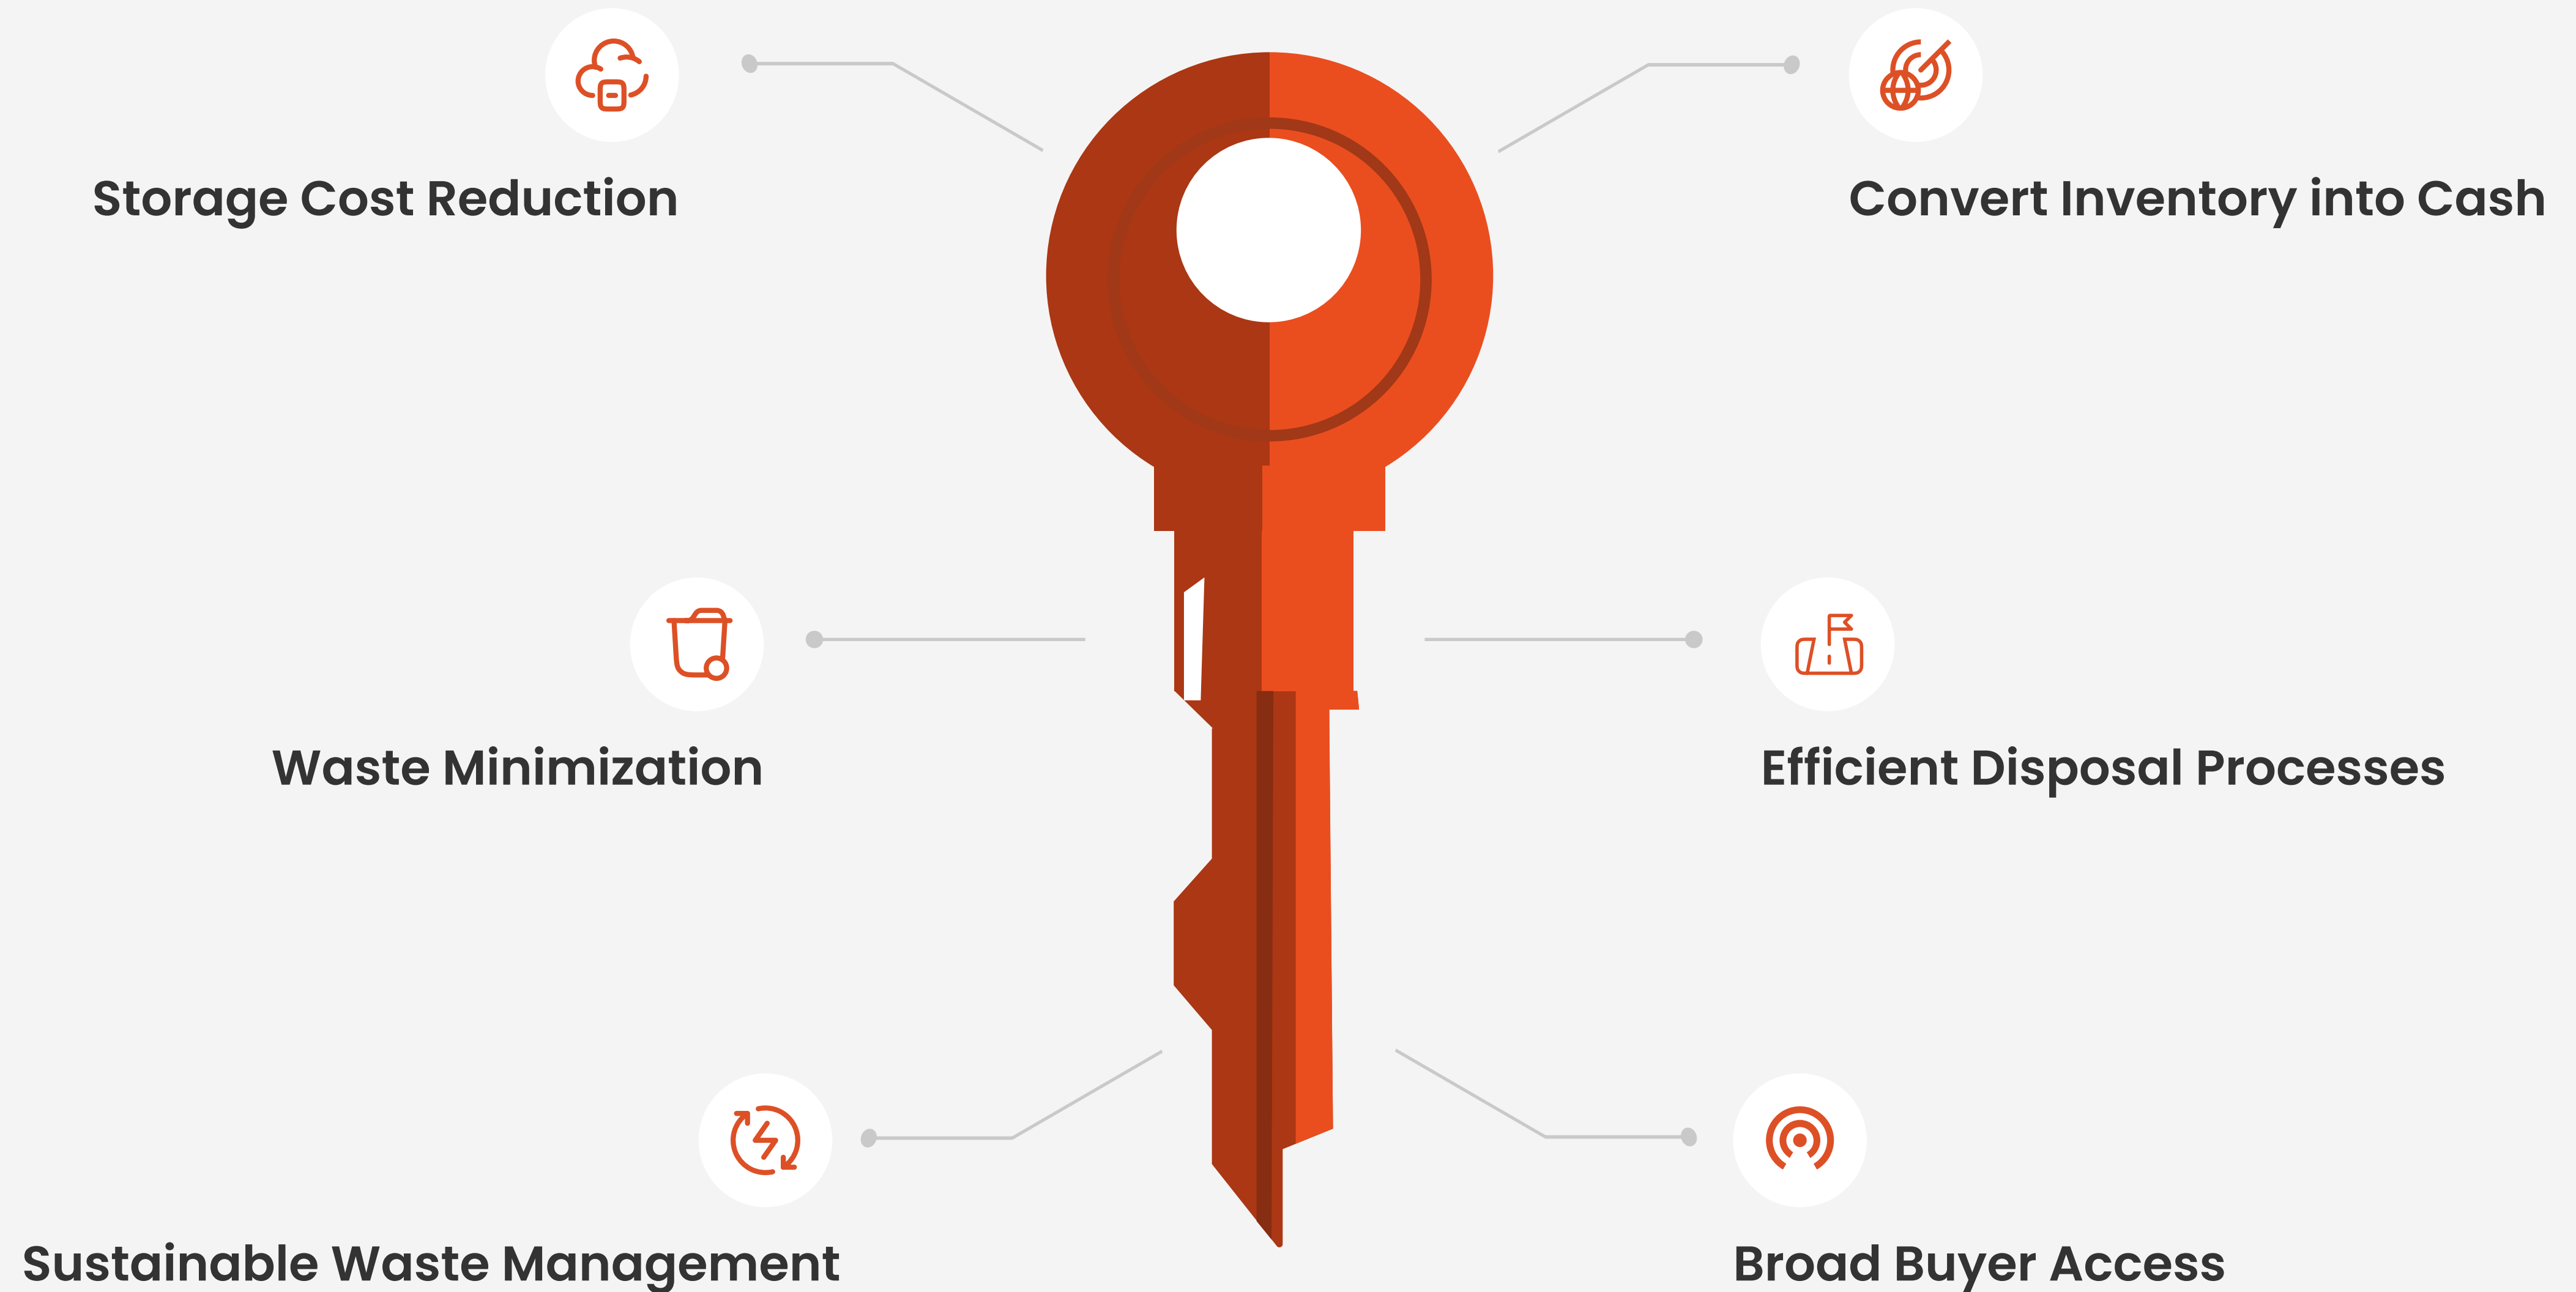 Storage Cost Reduction
Convert Inventory into Cash
Waste Minimization
Efficient Disposal Processes
Sustainable Waste Management
Broad Buyer Access